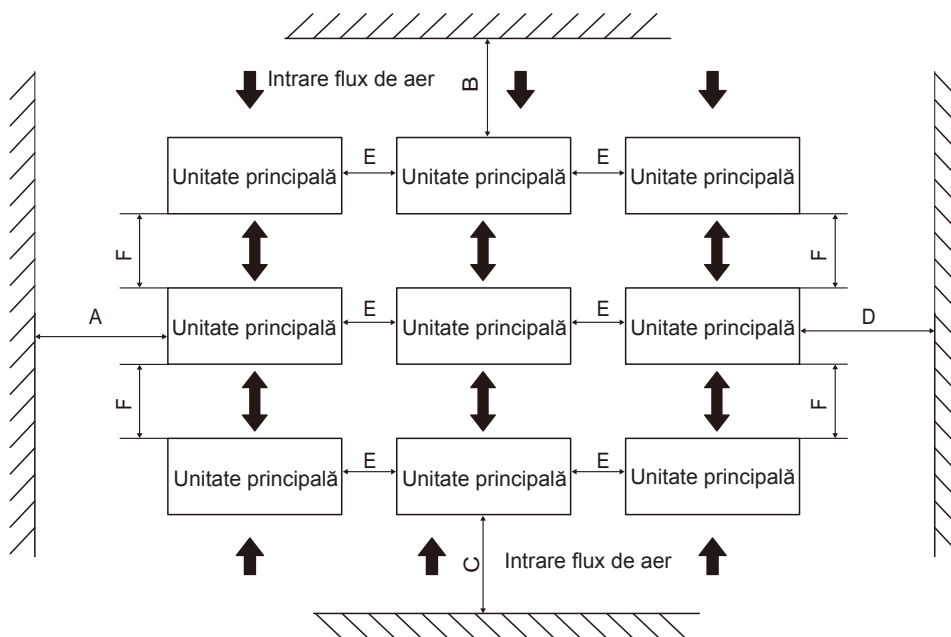 Intrare flux de aer
B
Unitate principală
E
Unitate principală
E
Unitate principală
F
F
A
Unitate principală
E
Unitate principală
E
Unitate principală
D
F
F
Unitate principală
E
Unitate principală
E
Unitate principală
C
Intrare flux de aer